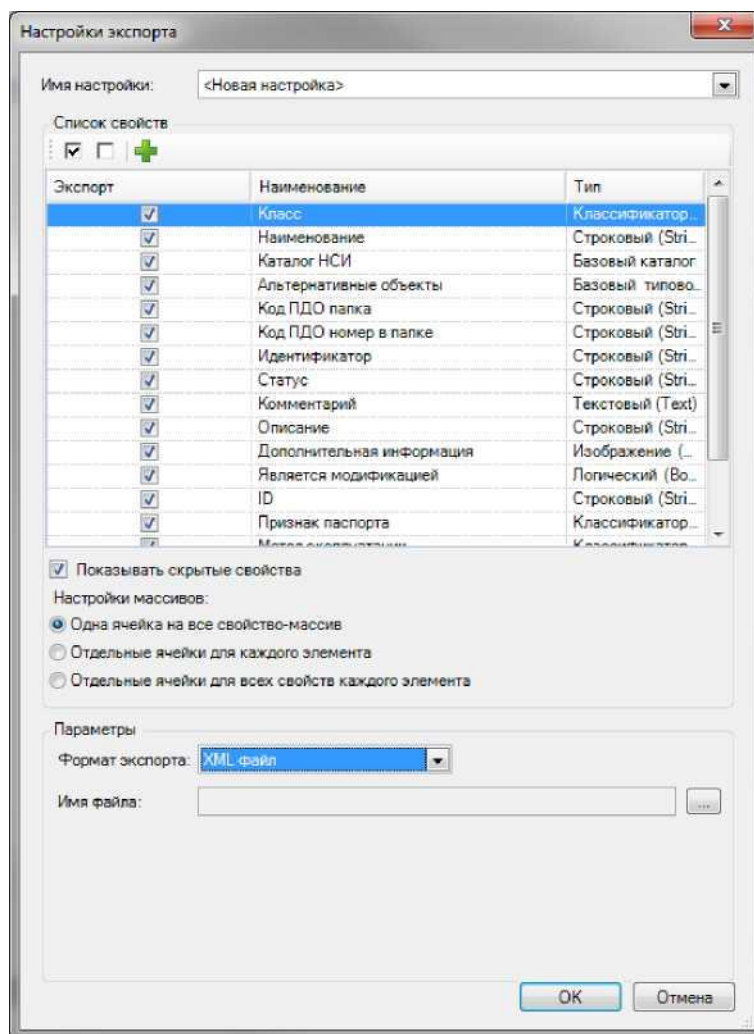 Настройки экспорта
Имя настройки: <Новая настройка>
Список свойств
Экспорт Наименование Тип
Класс Классификатор...
Наименование Строковый (Stri...
Каталог НСИ Базовый каталог
Альтернативные объекты Базовый типово...
Код ПДО папка Строковый (Stri...
Код ПДО номер в папке Строковый (Stri...
Идентификатор Строковый (Stri...
Статус Строковый (Stri...
Комментарий Текстовый (Text)
Описание Строковый (Stri...
Дополнительная информация Изображение (...
Является модификацией Логический (Bo...
ID Строковый (Stri...
Признак паспорта Классификатор...
Показывать скрытые свойства
Настройки массивов:
Одна ячейка на все свойство-массив
Отдельные ячейки для каждого элемента
Отдельные ячейки для всех свойств каждого элемента
Параметры
Формат экспорта: XML-файл
Имя файла: ...
OK Отмена